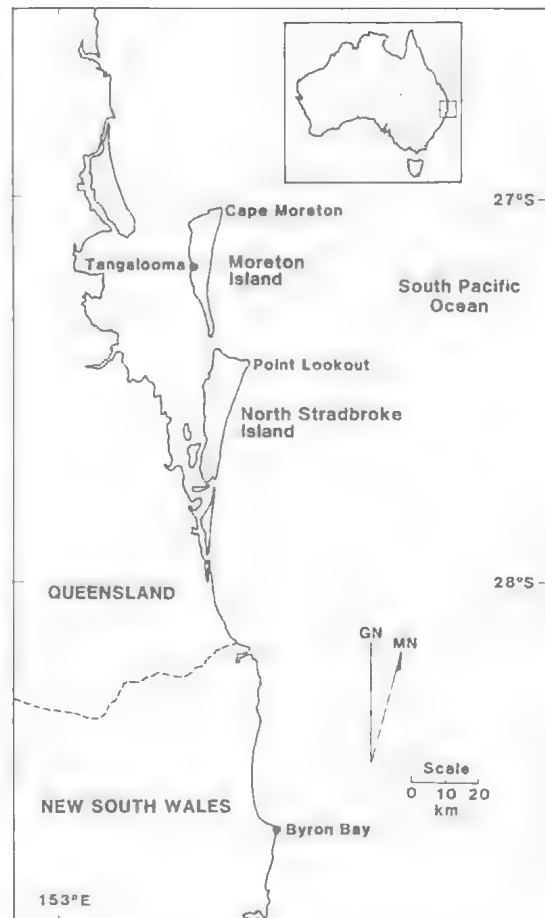 27°S
Cape Moreton
Tangalooma
Moreton
Island
South Pacific
Ocean
Point Lookout
North Stradbroke
Island
28°S
QUEENSLAND
GN
MN
Scale
0 10 20
km
NEW SOUTH WALES
Byron Bay
153°E